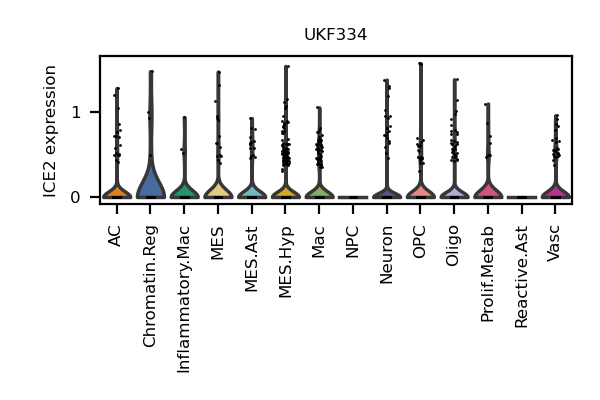 UKF334
ICE2 expression
1
0
AC
Chromatin.Reg
Inflammatory.Mac
MES
MES.Ast
MES.Hyp
Mac
NPC
Neuron
OPC
Oligo
Prolif.Metab
Reactive.Ast
Vasc